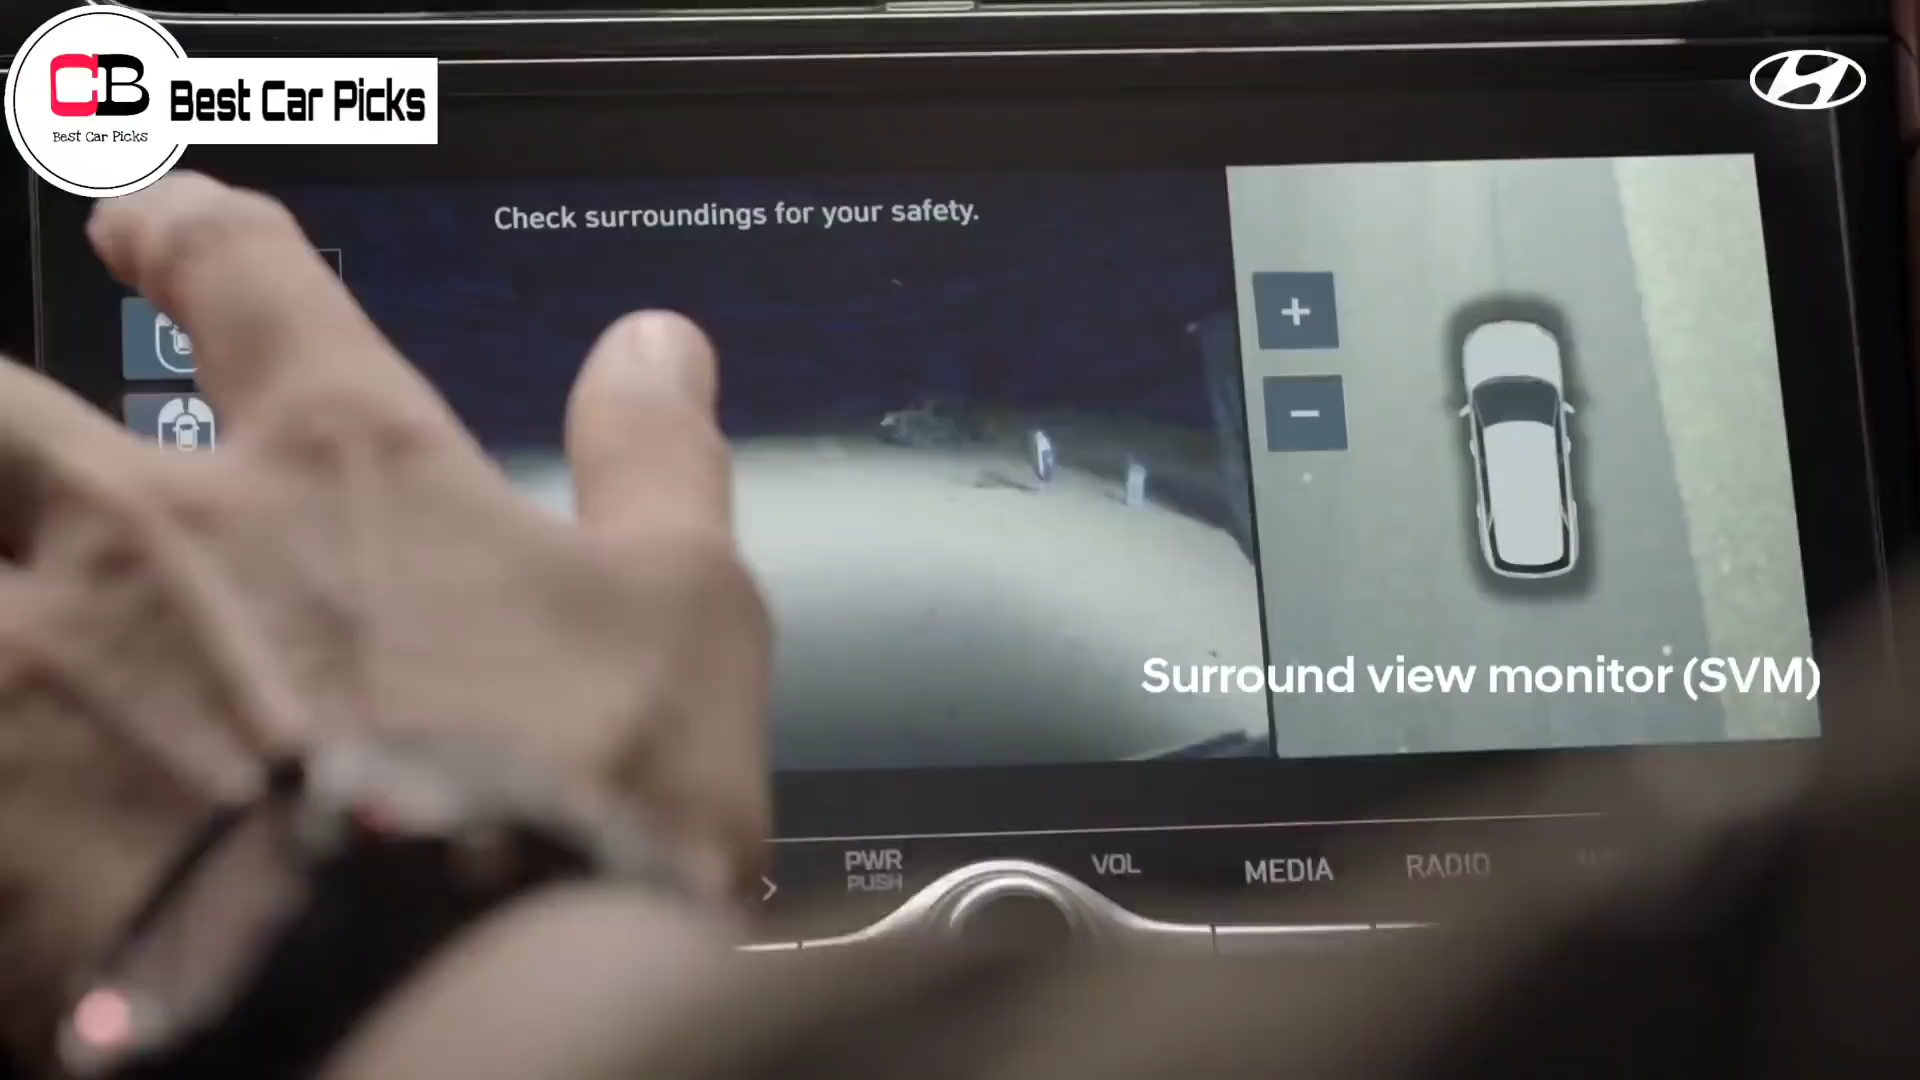 CB
Best Car Picks
Best Car Picks
Check surroundings for your safety.
+
−
Surround view monitor (SVM)
PWR
PUSH
VOL
MEDIA
RADIO